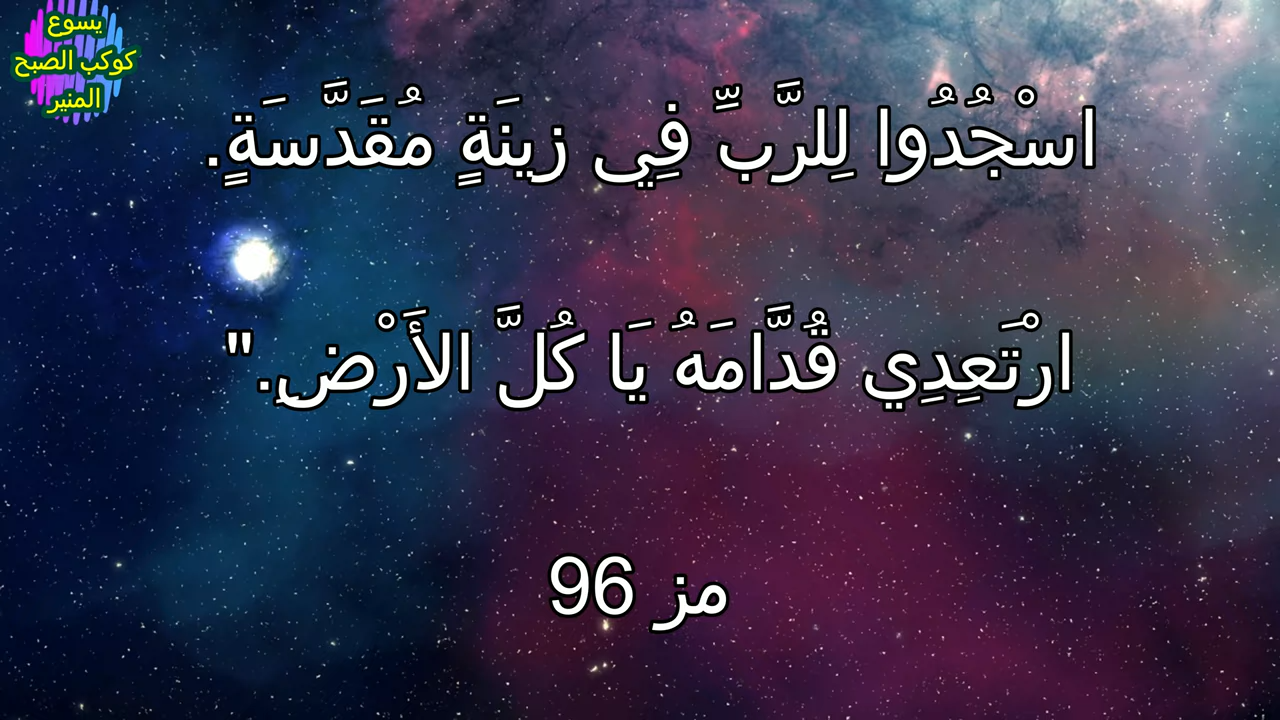 يسوع
كوكب الصبح
المنير
اسْجُدُوا لِلرَّبِّ فِي زِينَةٍ مُقَدَّسَةٍ.
ارْتَعِدِي قُدَّامَهُ يَا كُلَّ الأَرْضِ."
مز 96